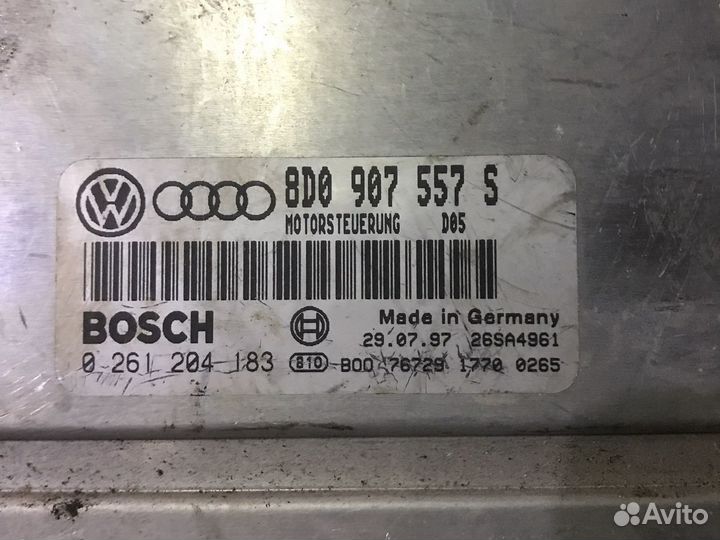 8D0 907 557 S
MOTORSTEUERUNG D05
BOSCH
Made in Germany
29.07.97 26SA4961
0 261 204 183 810 BOD 76729 1770 0265
Avito